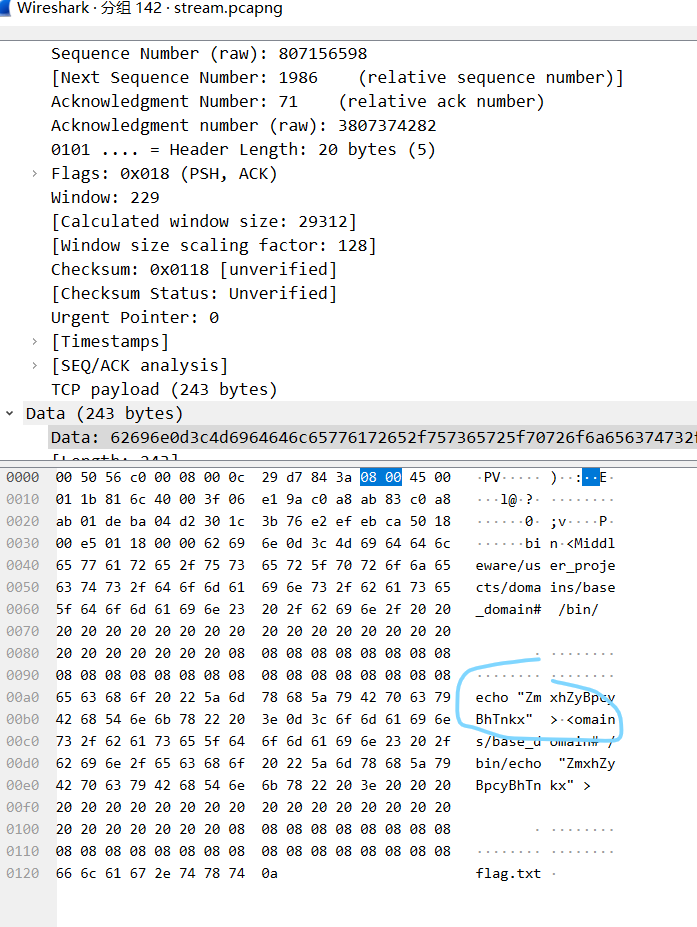 Wireshark · 分组 142 · stream.pcapng
Sequence Number (raw): 807156598
[Next Sequence Number: 1986    (relative sequence number)]
Acknowledgment Number: 71    (relative ack number)
Acknowledgment number (raw): 3807374282
0101 .... = Header Length: 20 bytes (5)
Flags: 0x018 (PSH, ACK)
Window: 229
[Calculated window size: 29312]
[Window size scaling factor: 128]
Checksum: 0x0118 [unverified]
[Checksum Status: Unverified]
Urgent Pointer: 0
[Timestamps]
[SEQ/ACK analysis]
TCP payload (243 bytes)
Data (243 bytes)
Data: 62696e0d3c4d6964646c65776172652f757365725f70726f6a656374732f
[Length: 243]
0000 00 50 56 c0 00 08 00 0c 29 d7 84 3a 08 00 45 00 ·PV·····)··:··E·
0010 01 1b 81 6c 40 00 3f 06 e1 9a c0 a8 ab 83 c0 a8 ···l@·?·········
0020 ab 01 de ba 04 d2 30 1c 3b 76 e2 ef eb ca 50 18 ······0·;v····P·
0030 00 e5 01 18 00 00 62 69 6e 0d 3c 4d 69 64 64 6c ······bin·<Middl
0040 65 77 61 72 65 2f 75 73 65 72 5f 70 72 6f 6a 65 eware/user_proje
0050 63 74 73 2f 64 6f 6d 61 69 6e 73 2f 62 61 73 65 cts/domains/base
0060 5f 64 6f 6d 61 69 6e 23 20 2f 62 69 6e 2f 20 20 _domain# /bin/
0070 20 20 20 20 20 20 20 20 20 20 20 20 20 20 20 20
0080 20 20 20 20 20 20 08 08 08 08 08 08 08 08 08 08 · ········
0090 08 08 08 08 08 08 08 08 08 08 08 08 08 08 08 08 ················
00a0 65 63 68 6f 20 22 5a 6d 78 68 5a 79 42 70 63 79 echo "ZmxhZyBpcy
00b0 42 68 54 6e 6b 78 22 20 3e 0d 3c 6f 6d 61 69 6e BhTnkx" >·<omain
00c0 73 2f 62 61 73 65 5f 64 6f 6d 61 69 6e 23 20 2f s/base_domain# /
00d0 62 69 6e 2f 65 63 68 6f 20 22 5a 6d 78 68 5a 79 bin/echo "ZmxhZy
00e0 42 70 63 79 42 68 54 6e 6b 78 22 20 3e 20 20 20 BpcyBhTnkx" >
00f0 20 20 20 20 20 20 20 20 20 20 20 20 20 20 20 20
0100 20 20 20 20 20 20 20 08 08 08 08 08 08 08 08 08 · ········
0110 08 08 08 08 08 08 08 08 08 08 08 08 08 08 08 08 ················
0120 66 6c 61 67 2e 74 78 74 0a flag.txt·